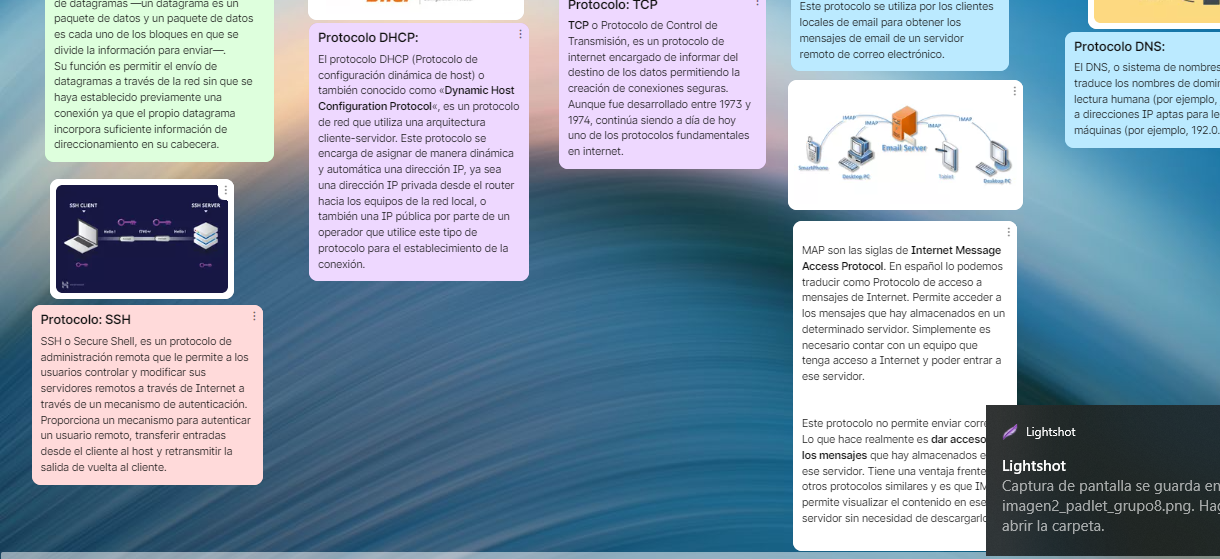 de datagramas —un datagrama es un
paquete de datos y un paquete de datos
es cada uno de los bloques en que se
divide la información para enviar—.
Su función es permitir el envío de
datagramas a través de la red sin que se
haya establecido previamente una
conexión ya que el propio datagrama
incorpora suficiente información de
direccionamiento en su cabecera.
SSH CLIENT
SSH SERVER
Hello!
Hello!
Protocolo: SSH
SSH o Secure Shell, es un protocolo de
administración remota que le permite a los
usuarios controlar y modificar sus
servidores remotos a través de Internet a
través de un mecanismo de autenticación.
Proporciona un mecanismo para autenticar
un usuario remoto, transferir entradas
desde el cliente al host y retransmitir la
salida de vuelta al cliente.
Protocolo DHCP:
El protocolo DHCP (Protocolo de
configuración dinámica de host) o
también conocido como «Dynamic Host
Configuration Protocol«, es un protocolo
de red que utiliza una arquitectura
cliente-servidor. Este protocolo se
encarga de asignar de manera dinámica
y automática una dirección IP, ya sea
una dirección IP privada desde el router
hacia los equipos de la red local, o
también una IP pública por parte de un
operador que utilice este tipo de
protocolo para el establecimiento de la
conexión.
Protocolo: TCP
TCP o Protocolo de Control de
Transmisión, es un protocolo de
internet encargado de informar del
destino de los datos permitiendo la
creación de conexiones seguras.
Aunque fue desarrollado entre 1973 y
1974, continúa siendo a día de hoy
uno de los protocolos fundamentales
en internet.
Este protocolo se utiliza por los clientes
locales de email para obtener los
mensajes de email de un servidor
remoto de correo electrónico.
IMAP
IMAP
IMAP
IMAP
Email Server
SmartPhone
Desktop PC
Tablet
Desktop PC
MAP son las siglas de Internet Message
Access Protocol. En español lo podemos
traducir como Protocolo de acceso a
mensajes de Internet. Permite acceder a
los mensajes que hay almacenados en un
determinado servidor. Simplemente es
necesario contar con un equipo que
tenga acceso a Internet y poder entrar a
ese servidor.
Este protocolo no permite enviar corre
Lo que hace realmente es dar acceso
los mensajes que hay almacenados e
ese servidor. Tiene una ventaja frente
otros protocolos similares y es que IM
permite visualizar el contenido en ese
servidor sin necesidad de descargarlo
Protocolo DNS:
El DNS, o sistema de nombres
traduce los nombres de domin
lectura humana (por ejemplo,
a direcciones IP aptas para le
máquinas (por ejemplo, 192.0.
Lightshot
Lightshot
Captura de pantalla se guarda en
imagen2_padlet_grupo8.png. Hag
abrir la carpeta.